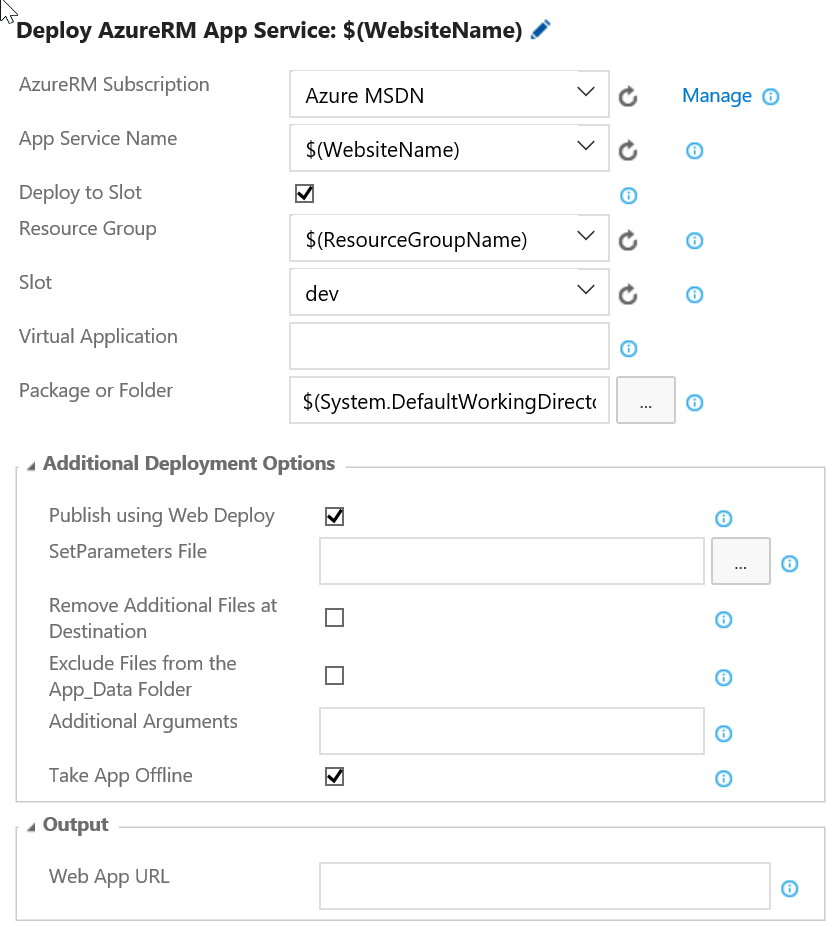 Deploy AzureRM App Service: $(WebsiteName)
AzureRM Subscription
Azure MSDN
Manage
App Service Name
$(WebsiteName)
Deploy to Slot
Resource Group
$(ResourceGroupName)
Slot
dev
Virtual Application
Package or Folder
$(System.DefaultWorkingDirecto
...
Additional Deployment Options
Publish using Web Deploy
SetParameters File
...
Remove Additional Files at
Destination
Exclude Files from the
App_Data Folder
Additional Arguments
Take App Offline
Output
Web App URL